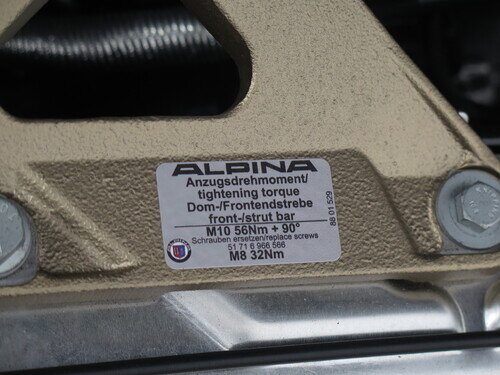 ALPINA
Anzugsdrehmoment/
tightening torque
Dom-/Frontendstrebe
front-/strut bar
M10 56Nm + 90°
Schrauben ersetzen/replace screws
51 71 6 966 566
M8 32Nm
88 01 529